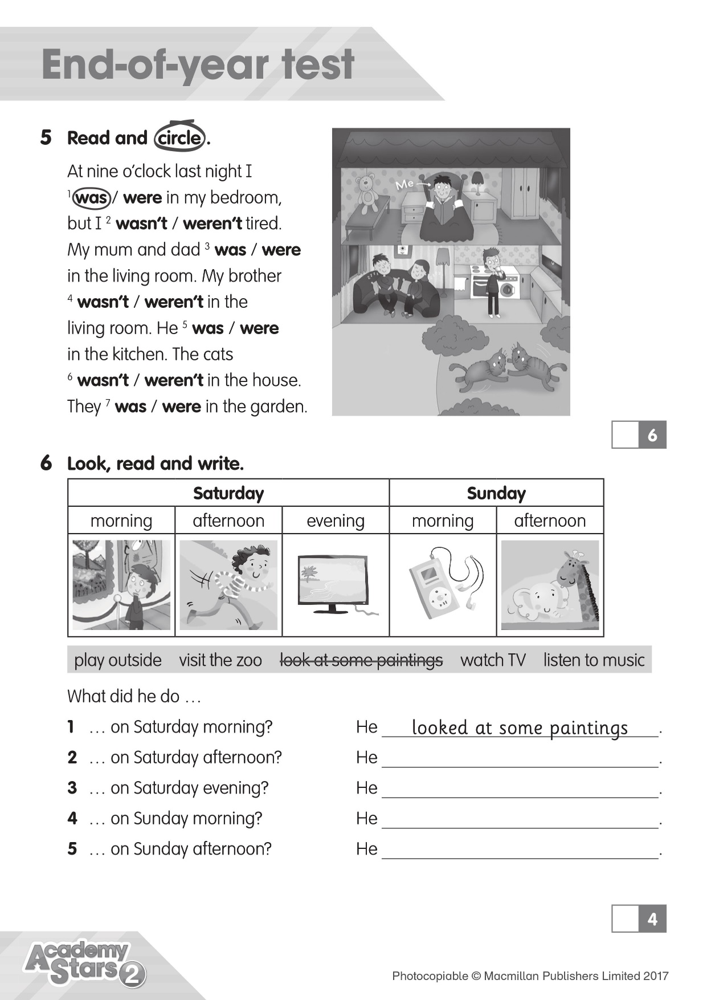 End-of-year test
5 Read and circle.
At nine o'clock last night I
1 was / were in my bedroom,
but I 2 wasn't / weren't tired.
My mum and dad 3 was / were
in the living room. My brother
4 wasn't / weren't in the
living room. He 5 was / were
in the kitchen. The cats
6 wasn't / weren't in the house.
They 7 was / were in the garden.
Me
zzzz
6
6 Look, read and write.
Saturday Sunday
morning afternoon evening morning afternoon
play outside visit the zoo look at some paintings watch TV listen to music
What did he do …
1 … on Saturday morning? He looked at some paintings.
2 … on Saturday afternoon? He ______.
3 … on Saturday evening? He ______.
4 … on Sunday morning? He ______.
5 … on Sunday afternoon? He ______.
4
Academy
Stars 2
Photocopiable © Macmillan Publishers Limited 2017